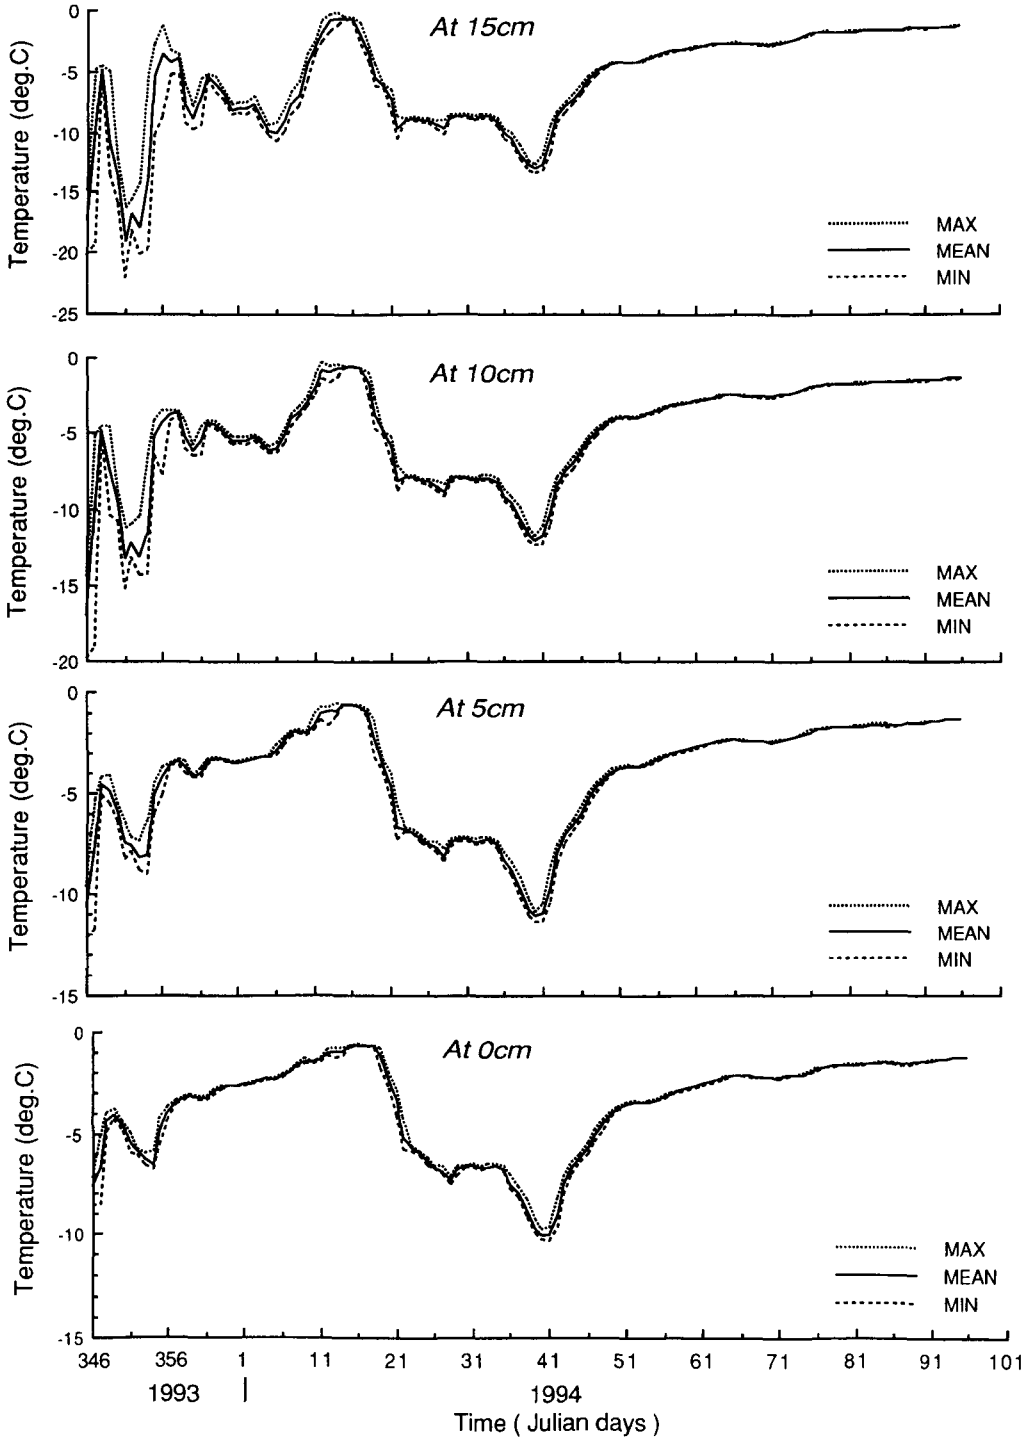 At 15cm
Temperature (deg.C)
0
-5
-10
-15
-20
-25
MAX
MEAN
MIN
At 10cm
Temperature (deg.C)
0
-5
-10
-15
-20
MAX
MEAN
MIN
At 5cm
Temperature (deg.C)
0
-5
-10
-15
MAX
MEAN
MIN
At 0cm
Temperature (deg.C)
0
-5
-10
-15
MAX
MEAN
MIN
346 356 1 11 21 31 41 51 61 71 81 91 101
1993 | 1994
Time ( Julian days )